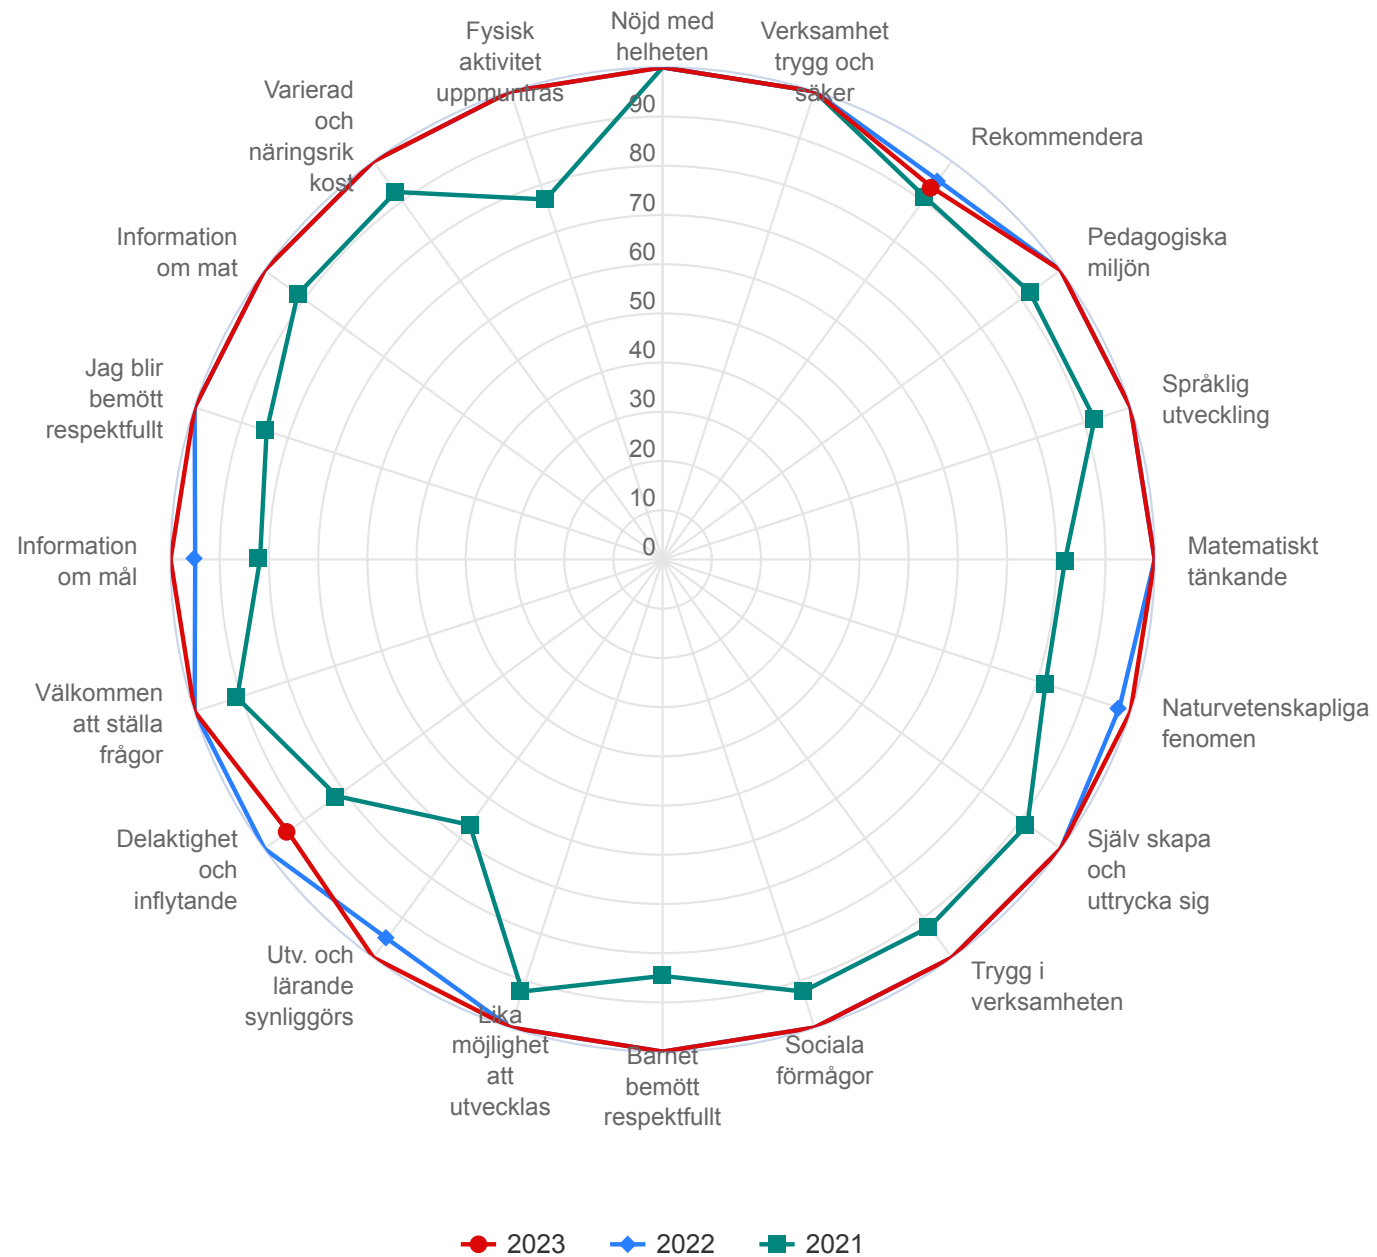 Nöjd med
helheten
Verksamhet
trygg och
säker
Rekommendera
Pedagogiska
miljön
Språklig
utveckling
Matematiskt
tänkande
Naturvetenskapliga
fenomen
Själv skapa
och
uttrycka sig
Trygg i
verksamheten
Sociala
förmågor
Barnet
bemött
respektfullt
Lika
möjlighet
att
utvecklas
Utv. och
lärande
synliggörs
Delaktighet
och
inflytande
Välkommen
att ställa
frågor
Information
om mål
Jag blir
bemött
respektfullt
Information
om mat
Varierad
och
näringsrik
kost
Fysisk
aktivitet
uppmuntras
90
80
70
60
50
40
30
20
10
0
2023
2022
2021